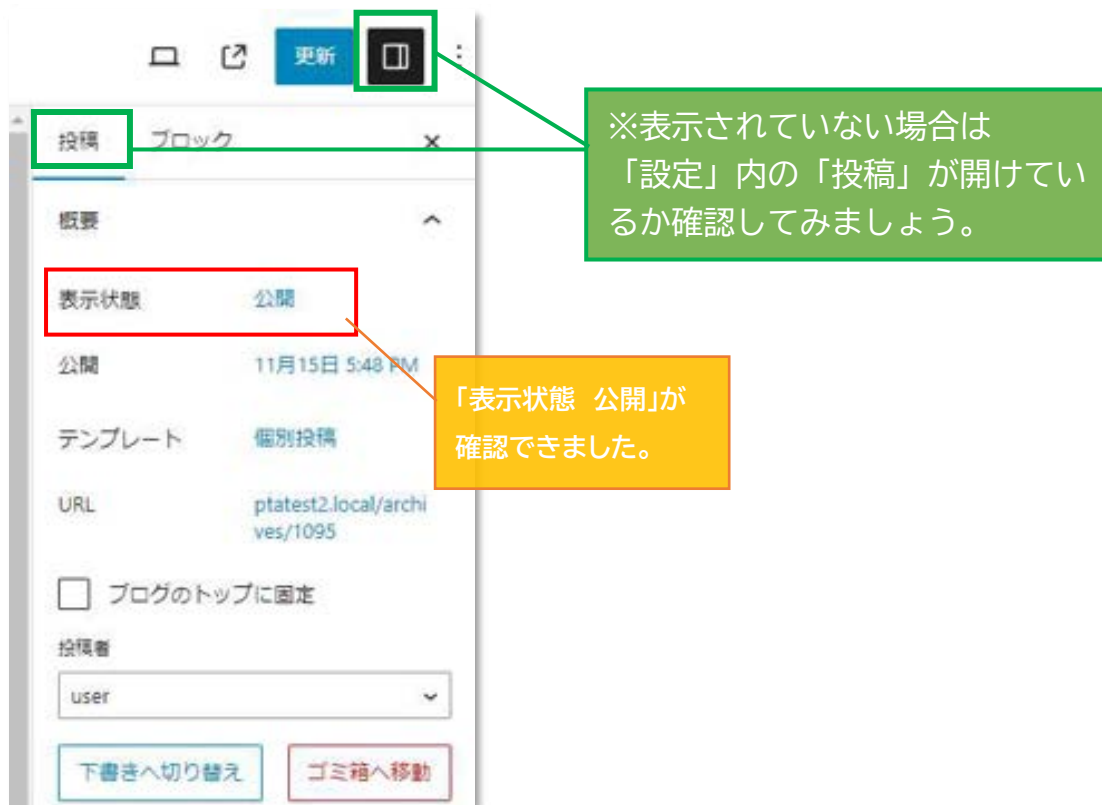 更新
投稿 ブロック
※表示されていない場合は
「設定」内の「投稿」が開けてい
るか確認してみましょう。
概要
表示状態 公開
公開 11月15日 5:48 PM
「表示状態 公開」が
確認できました。
テンプレート 個別投稿
URL ptatest2.local/archi
ves/1095
ブログのトップに固定
投稿者
user
下書きへ切り替え ゴミ箱へ移動